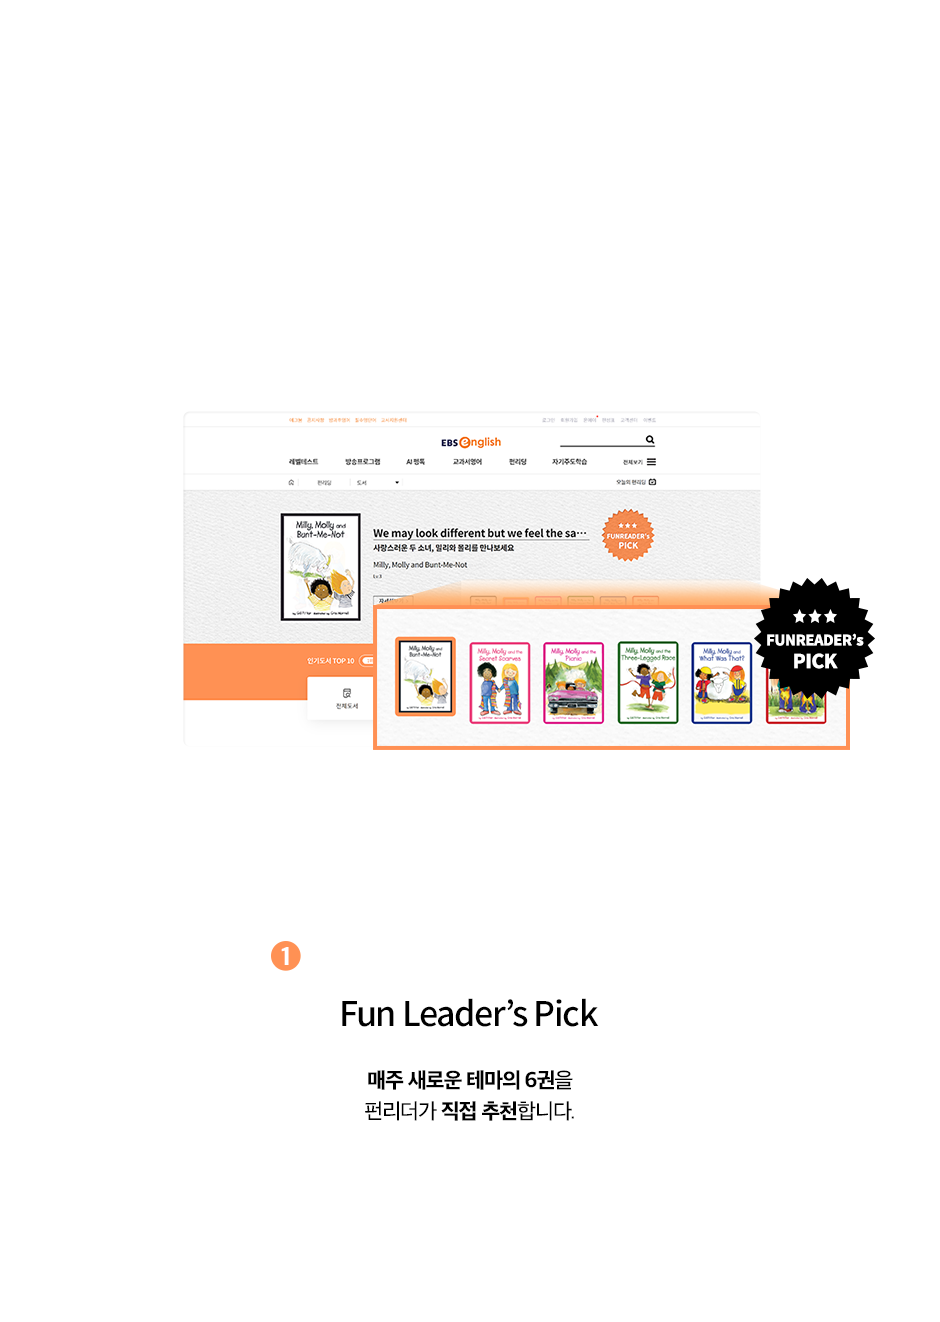 EBS english
레벨테스트 방송프로그램 AI 펭톡 교과서영어 펀리딩 자기주도학습 전체보기
펀리딩 도서 오늘의 펀리딩
Milly, Molly and
Bunt-Me-Not
We may look different but we feel the sa…
사랑스러운 두 소녀, 밀리와 몰리를 만나보세요
Milly, Molly and Bunt-Me-Not
Lv.3
FUNREADER's
PICK
인기도서 TOP 10
전체도서
Milly, Molly and
Bunt-Me-Not
Milly, Molly and the
Secret Scarves
Milly, Molly and the
Picnic
Milly, Molly and the
Three-Legged Race
Milly, Molly and
What Was That?
FUNREADER's
PICK
1
Fun Leader’s Pick
매주 새로운 테마의 6권을
펀리더가 직접 추천합니다.